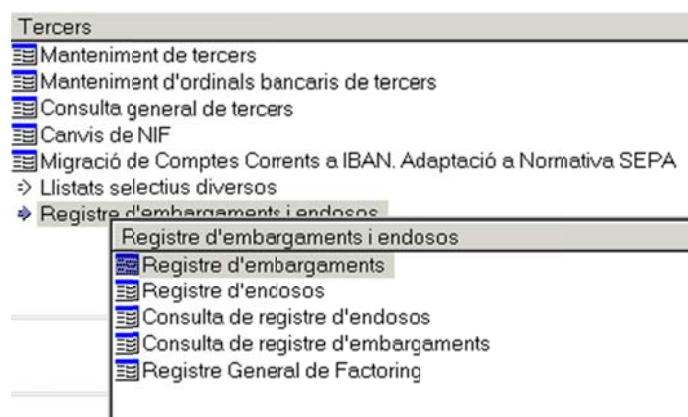 Tercers
Manteniment de tercers
Manteniment d'ordinals bancaris de tercers
Consulta general de tercers
Canvis de NIF
Migració de Comptes Corrents a IBAN. Adaptació a Normativa SEPA
Llistats selectius diversos
Registre d'embargaments i endosos
Registre d'embargaments i endosos
Registre d'embargaments
Registre d'endosos
Consulta de registre d'endosos
Consulta de registre d'embargaments
Registre General de Factoring